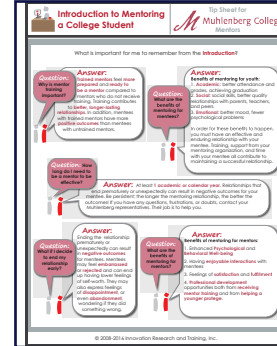 Introduction to Mentoring
a College Student
Tip Sheet for
Muhlenberg College
Mentors
What is important for me to remember from the Introduction?
Question:
Why is mentor
training
important?
Answer:
Trained mentors feel more
prepared and ready to
be a mentor compared to
mentors who do not receive
training. Training contributes
to better, longer-lasting
relationships. In addition, mentees
with trained mentors have more
positive outcomes than mentees
with untrained mentors.
Question:
What are the
benefits of
mentoring for
mentees?
Answer:
Benefits of mentoring for youth:
1. Academic: better attendance and
grades, achieving graduation
2. Social: social skills, better quality
relationships with parents, teachers,
and peers
3. Emotional: better mood, fewer
psychological problems
In order for these benefits to happen,
you must have an effective and
enduring relationship with your
mentee. Training, support from your
mentoring organization, and time
with your mentee all contribute to
maintaining a successful relationship.
Question: How
long do I need to
be a mentor to be
effective?
Answer: At least 1 academic or calendar year. Relationships that
end prematurely or unexpectedly can result in negative outcomes for your
mentee. Be persistent; the longer the mentoring relationship, the better the
outcomes! If you have any questions, frustrations, or doubts, contact your
Muhlenberg representatives. Their job is to help you.
Question:
What if I decide
to end my
relationship
early?
Answer:
Ending the relationship
prematurely or
unexpectedly can result
in negative outcomes
for mentees. Mentees
may feel embarrassed
or rejected and can end
up having lower feelings
of self-worth. They may
also express feelings
of disappointment, or
even abandonment,
wondering if they did
something wrong.
Question:
What are the
benefits of
mentoring for
mentors?
Answer:
Benefits of mentoring for mentors:
1. Enhanced Psychological and
Behavioral Well-being
2. Having enjoyable interactions with
mentees
3. Feelings of satisfaction and fulfillment
4. Professional development
opportunities both from receiving
mentor training and from helping a
younger protégé.
© 2008-2016 Innovation Research and Training, Inc.